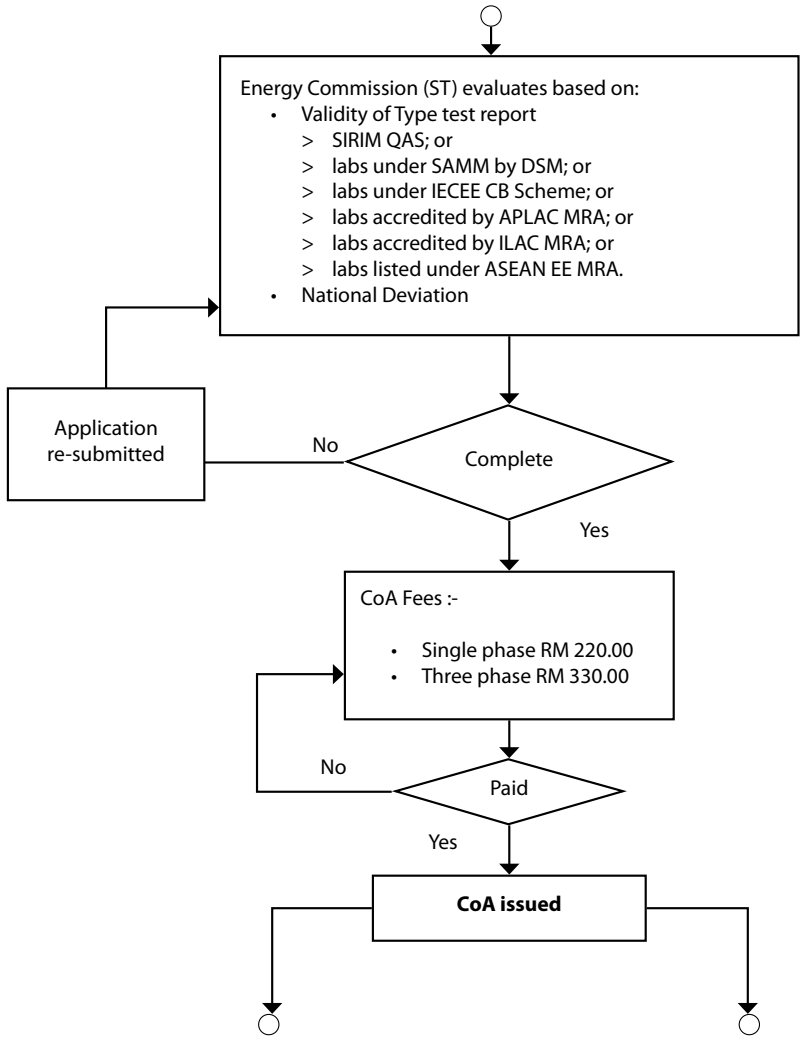 Energy Commission (ST) evaluates based on:
• Validity of Type test report
> SIRIM QAS; or
> labs under SAMM by DSM; or
> labs under IECEE CB Scheme; or
> labs accredited by APLAC MRA; or
> labs accredited by ILAC MRA; or
> labs listed under ASEAN EE MRA.
• National Deviation
Application
re-submitted
No
Complete
Yes
CoA Fees :-
• Single phase RM 220.00
• Three phase RM 330.00
No
Paid
Yes
CoA issued